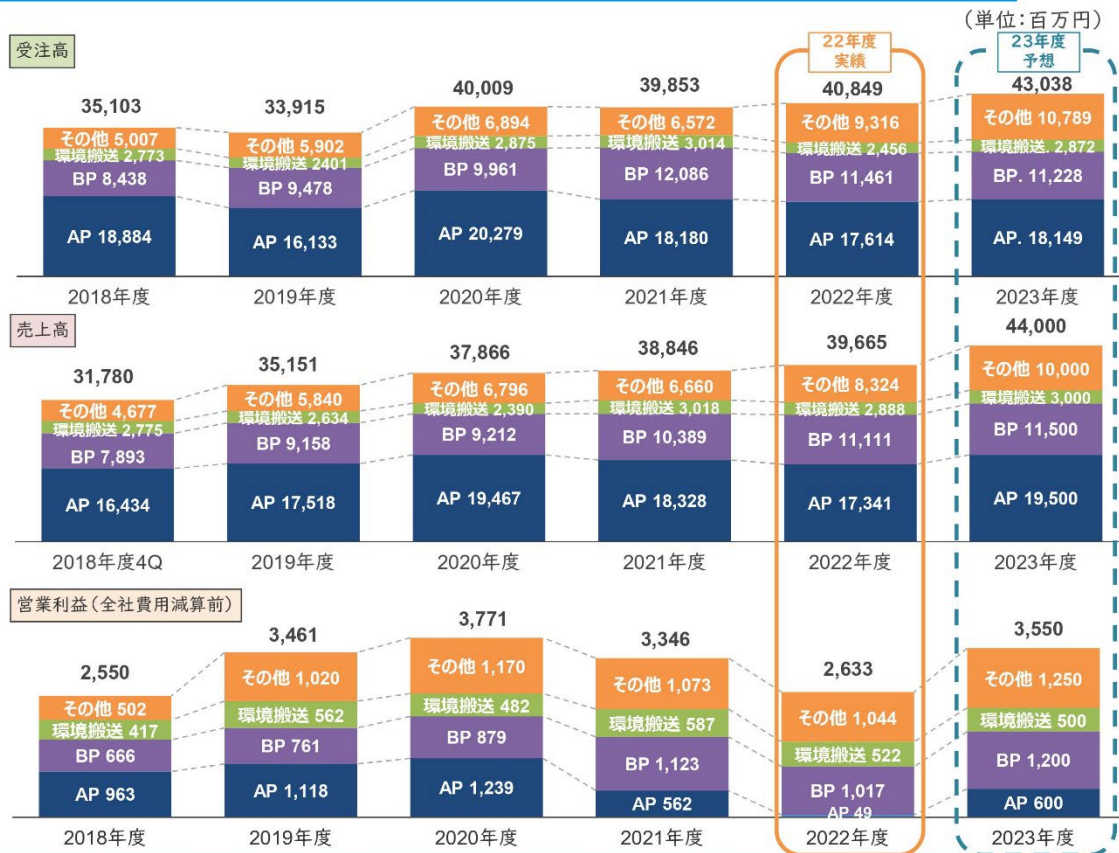 (単位:百万円)
受注高
22年度
実績
23年度
予想
35,103
33,915
40,009
39,853
40,849
43,038
その他 5,007
その他 5,902
その他 6,894
その他 6,572
その他 9,316
その他 10,789
環境搬送 2,773
環境搬送 2401
環境搬送 2,875
環境搬送 3,014
環境搬送 2,456
環境搬送. 2,872
BP 8,438
BP 9,478
BP 9,961
BP 12,086
BP 11,461
BP. 11,228
AP 18,884
AP 16,133
AP 20,279
AP 18,180
AP 17,614
AP. 18,149
2018年度
2019年度
2020年度
2021年度
2022年度
2023年度
売上高
31,780
35,151
37,866
38,846
39,665
44,000
その他 4,677
その他 5,840
その他 6,796
その他 6,660
その他 8,324
その他 10,000
環境搬送 2,775
環境搬送 2,634
環境搬送 2,390
環境搬送 3,018
環境搬送 2,888
環境搬送 3,000
BP 7,893
BP 9,158
BP 9,212
BP 10,389
BP 11,111
BP 11,500
AP 16,434
AP 17,518
AP 19,467
AP 18,328
AP 17,341
AP 19,500
2018年度4Q
2019年度
2020年度
2021年度
2022年度
2023年度
営業利益(全社費用減算前)
2,550
3,461
3,771
3,346
2,633
3,550
その他 502
その他 1,020
その他 1,170
その他 1,073
その他 1,044
その他 1,250
環境搬送 417
環境搬送 562
環境搬送 482
環境搬送 587
環境搬送 522
環境搬送 500
BP 666
BP 761
BP 879
BP 1,123
BP 1,017
BP 1,200
AP 963
AP 1,118
AP 1,239
AP 562
AP 49
AP 600
2018年度
2019年度
2020年度
2021年度
2022年度
2023年度